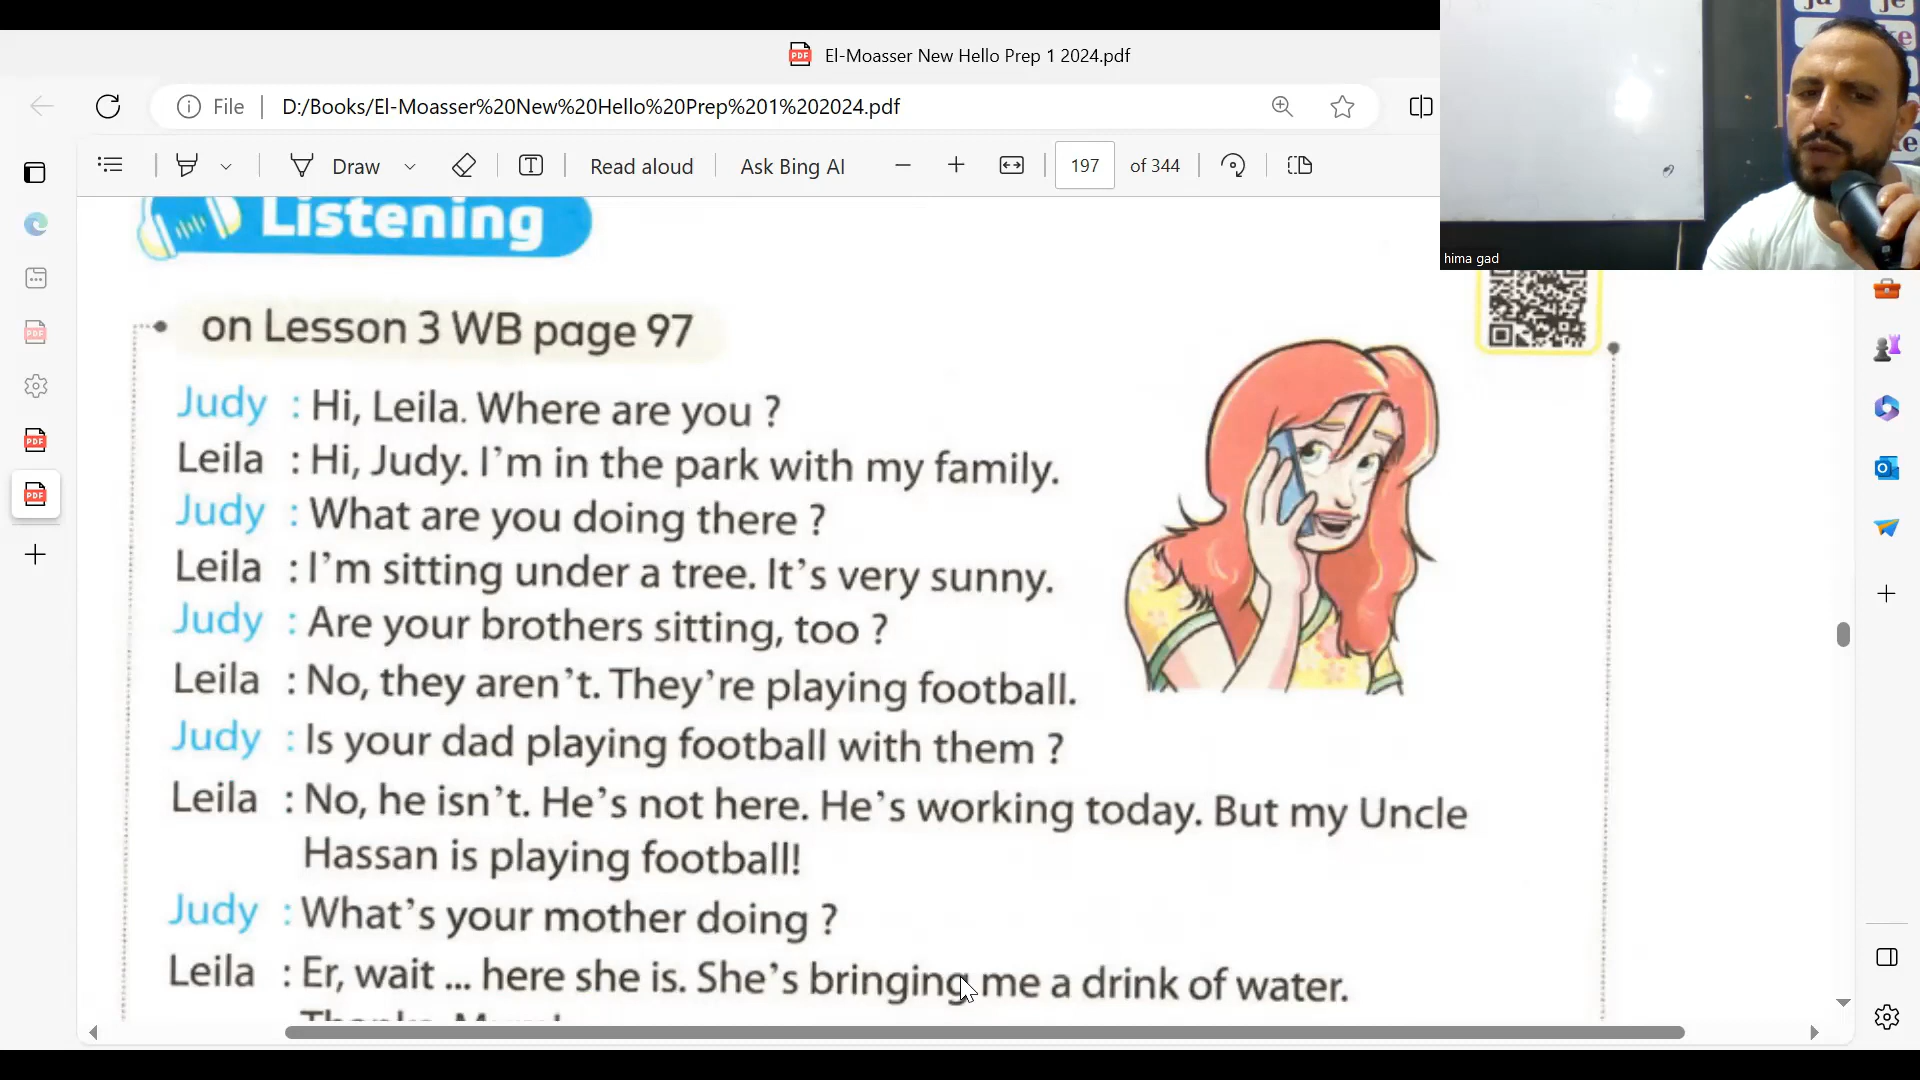 El-Moasser New Hello Prep 1 2024.pdf
File D:/Books/El-Moasser%20New%20Hello%20Prep%201%202024.pdf
Draw Read aloud Ask Bing AI 197 of 344
hima gad
Listening
on Lesson 3 WB page 97
Judy : Hi, Leila. Where are you ?
Leila : Hi, Judy. I'm in the park with my family.
Judy : What are you doing there ?
Leila : I'm sitting under a tree. It's very sunny.
Judy : Are your brothers sitting, too ?
Leila : No, they aren't. They're playing football.
Judy : Is your dad playing football with them ?
Leila : No, he isn't. He's not here. He's working today. But my Uncle
Hassan is playing football!
Judy : What's your mother doing ?
Leila : Er, wait ... here she is. She's bringing me a drink of water.